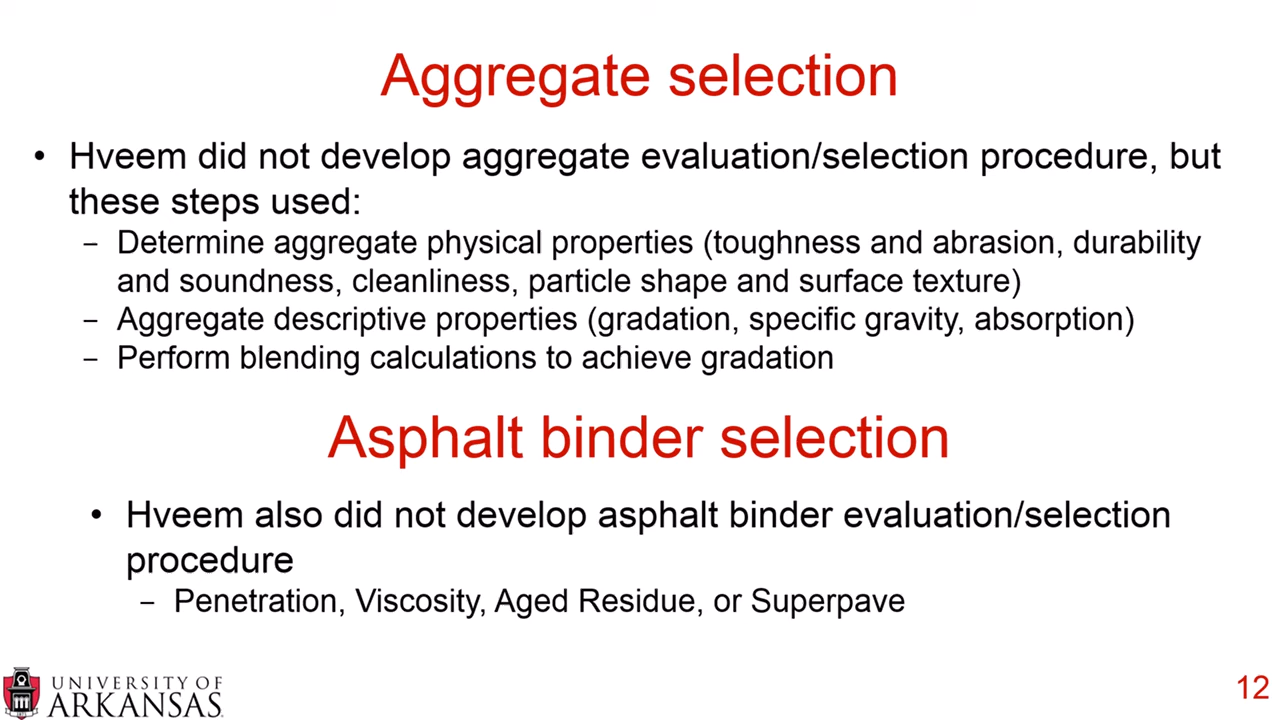 Aggregate selection
• Hveem did not develop aggregate evaluation/selection procedure, but
these steps used:
– Determine aggregate physical properties (toughness and abrasion, durability
and soundness, cleanliness, particle shape and surface texture)
– Aggregate descriptive properties (gradation, specific gravity, absorption)
– Perform blending calculations to achieve gradation
Asphalt binder selection
• Hveem also did not develop asphalt binder evaluation/selection
procedure
– Penetration, Viscosity, Aged Residue, or Superpave
UNIVERSITY OF
ARKANSAS
12